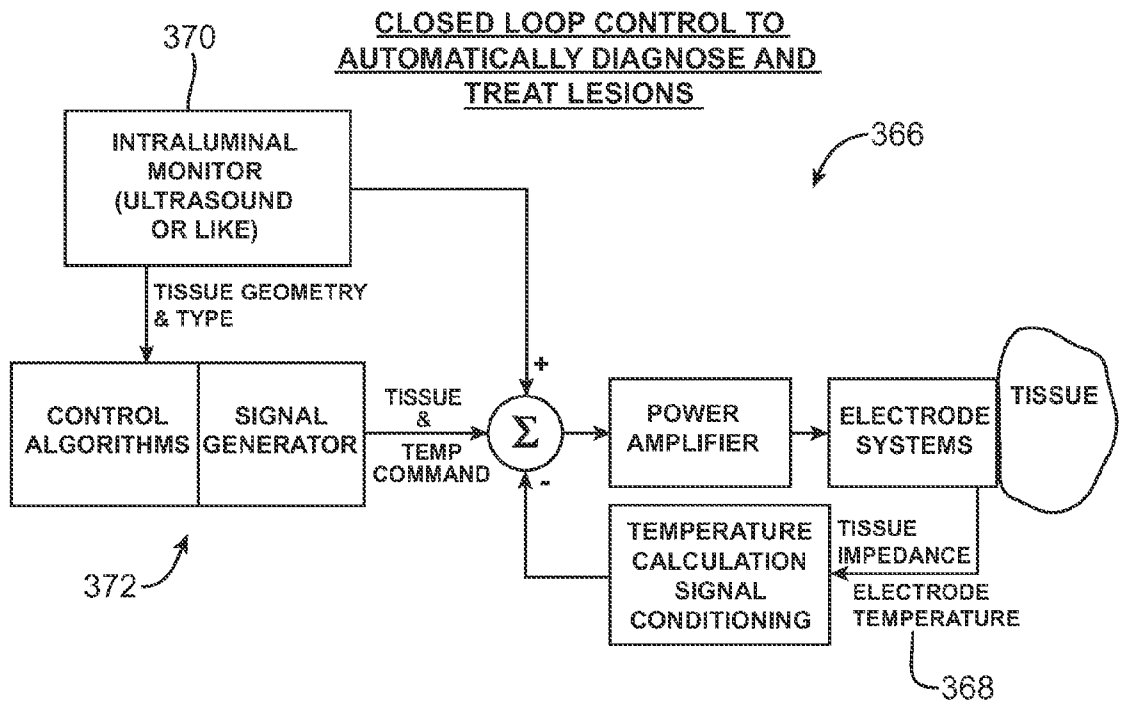 CLOSED LOOP CONTROL TO
AUTOMATICALLY DIAGNOSE AND
TREAT LESIONS
370
366
INTRALUMINAL
MONITOR
(ULTRASOUND
OR LIKE)
TISSUE GEOMETRY
& TYPE
CONTROL
ALGORITHMS
SIGNAL
GENERATOR
TISSUE
&
TEMP
COMMAND
+
Σ
-
POWER
AMPLIFIER
ELECTRODE
SYSTEMS
TISSUE
TEMPERATURE
CALCULATION
SIGNAL
CONDITIONING
TISSUE
IMPEDANCE
ELECTRODE
TEMPERATURE
372
368